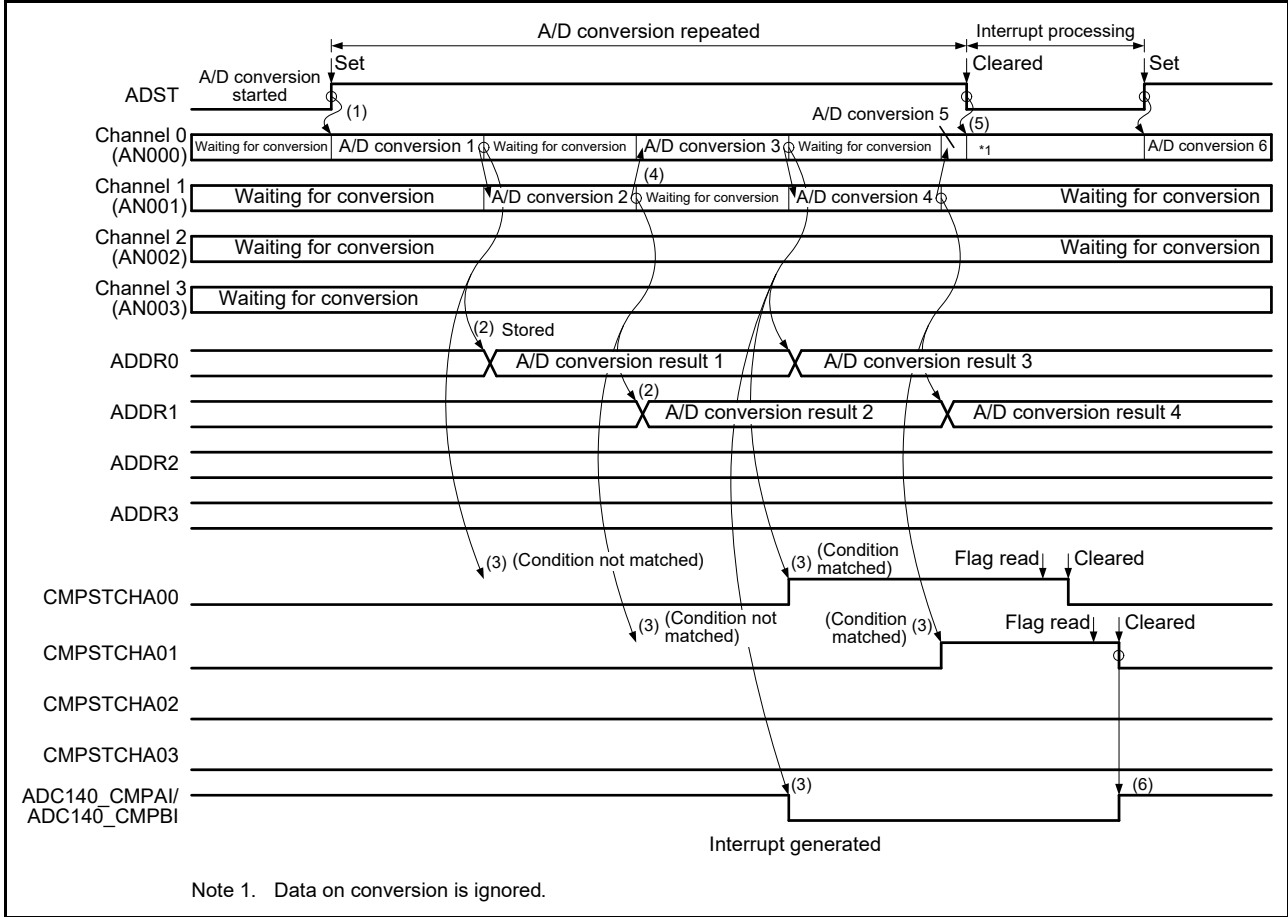 A/D conversion repeated
Interrupt processing
Set
Cleared
Set
A/D conversion
started
ADST
(1)
A/D conversion 5
(5)
Channel 0
(AN000)
Waiting for conversion
A/D conversion 1
Waiting for conversion
A/D conversion 3
Waiting for conversion
*1
A/D conversion 6
(4)
Channel 1
(AN001)
Waiting for conversion
A/D conversion 2
Waiting for conversion
A/D conversion 4
Waiting for conversion
Channel 2
(AN002)
Waiting for conversion
Waiting for conversion
Channel 3
(AN003)
Waiting for conversion
(2) Stored
ADDR0
A/D conversion result 1
A/D conversion result 3
(2)
ADDR1
A/D conversion result 2
A/D conversion result 4
ADDR2
ADDR3
(3) (Condition not matched)
(3) (Condition
matched)
Flag read
Cleared
CMPSTCHA00
(3) (Condition not
matched)
(Condition
matched) (3)
Flag read
Cleared
CMPSTCHA01
CMPSTCHA02
CMPSTCHA03
ADC140_CMPAI/
ADC140_CMPBI
(3)
(6)
Interrupt generated
Note 1. Data on conversion is ignored.